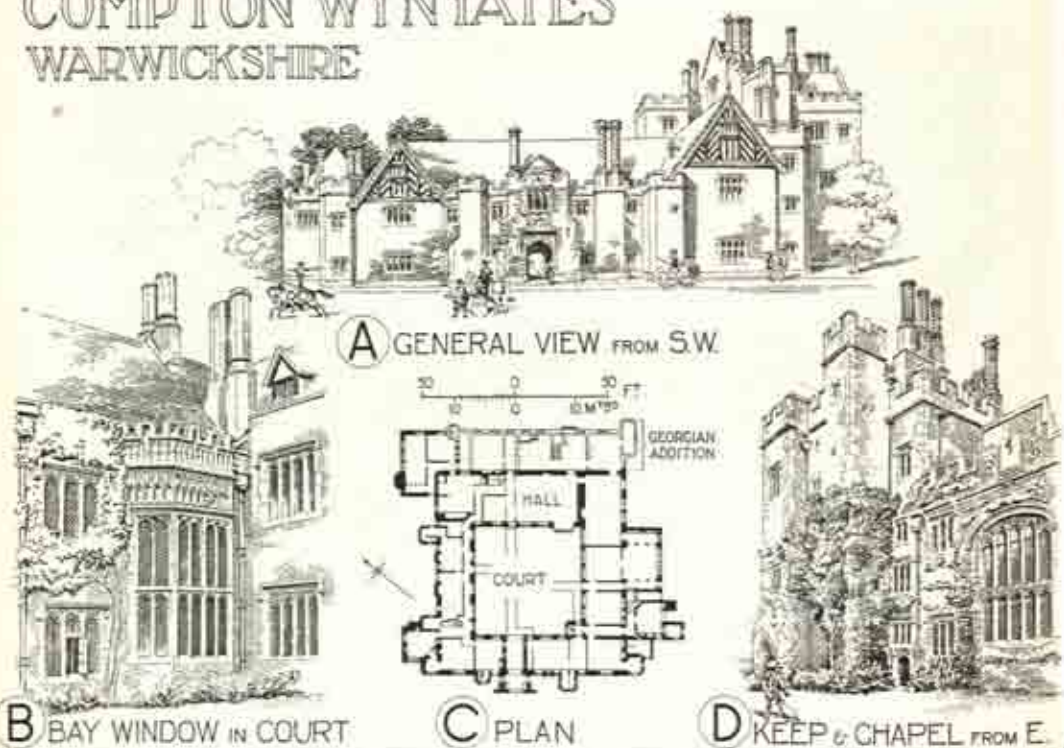 COMPTON WYNYATES
WARWICKSHIRE
A GENERAL VIEW FROM S.W.
50 0 50 FT
10 0 10 MTRS
GEORGIAN
ADDITION
HALL
COURT
B BAY WINDOW IN COURT
C PLAN
D KEEP & CHAPEL FROM E.